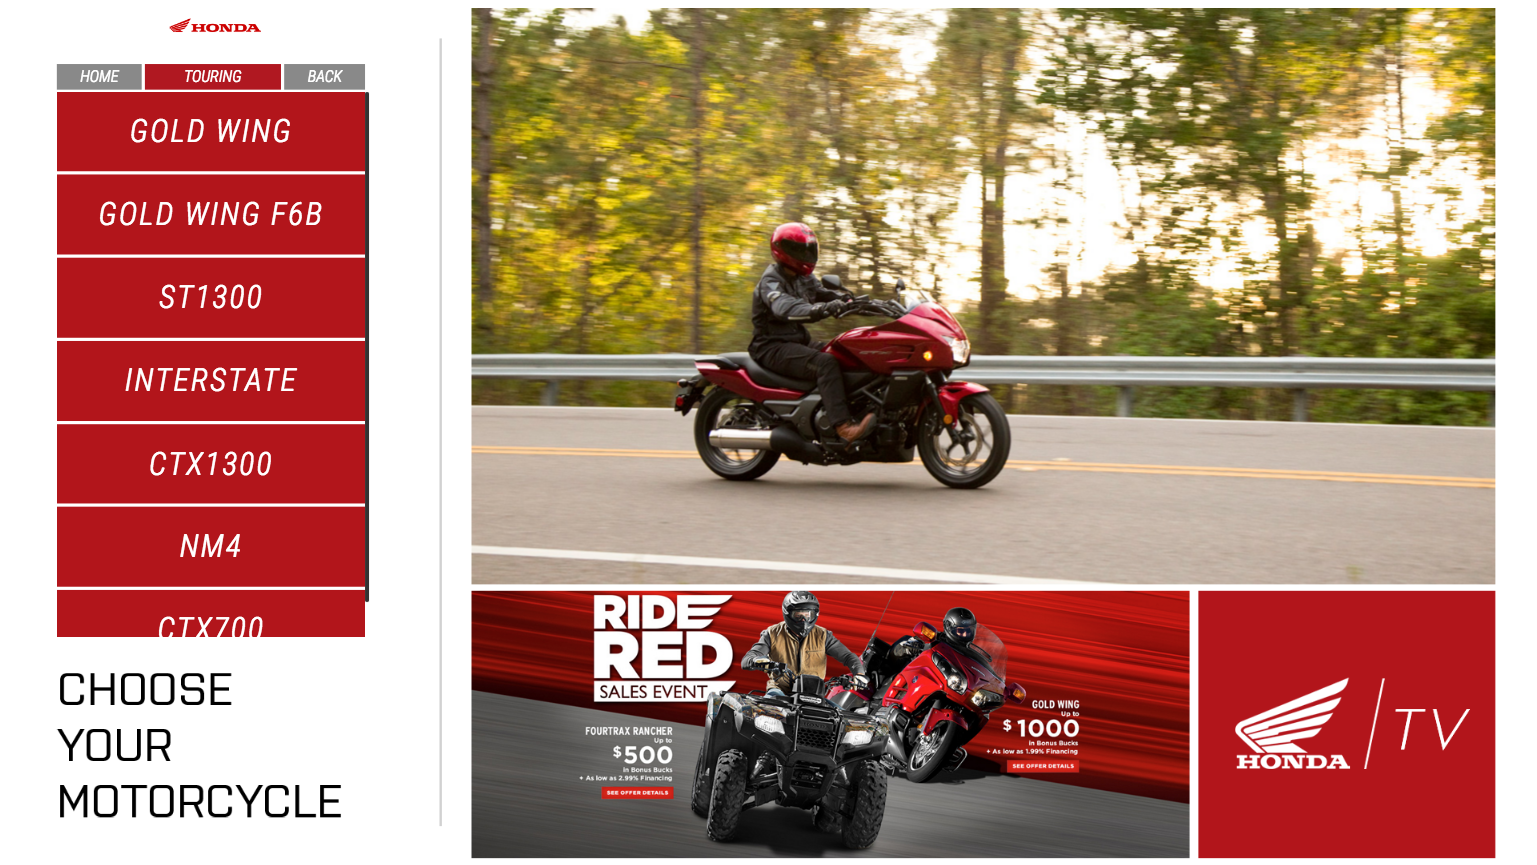 HONDA
HOME
TOURING
BACK
GOLD WING
GOLD WING F6B
ST1300
INTERSTATE
CTX1300
NM4
CTX700
CHOOSE
YOUR
MOTORCYCLE
RIDE
RED
SALES EVENT
FOURTRAX RANCHER
Up to
$500
in Bonus Bucks
+ As low as 2.99% Financing
SEE OFFER DETAILS
GOLD WING
Up to
$1000
in Bonus Bucks
+ As low as 1.99% Financing
SEE OFFER DETAILS
HONDA
TV